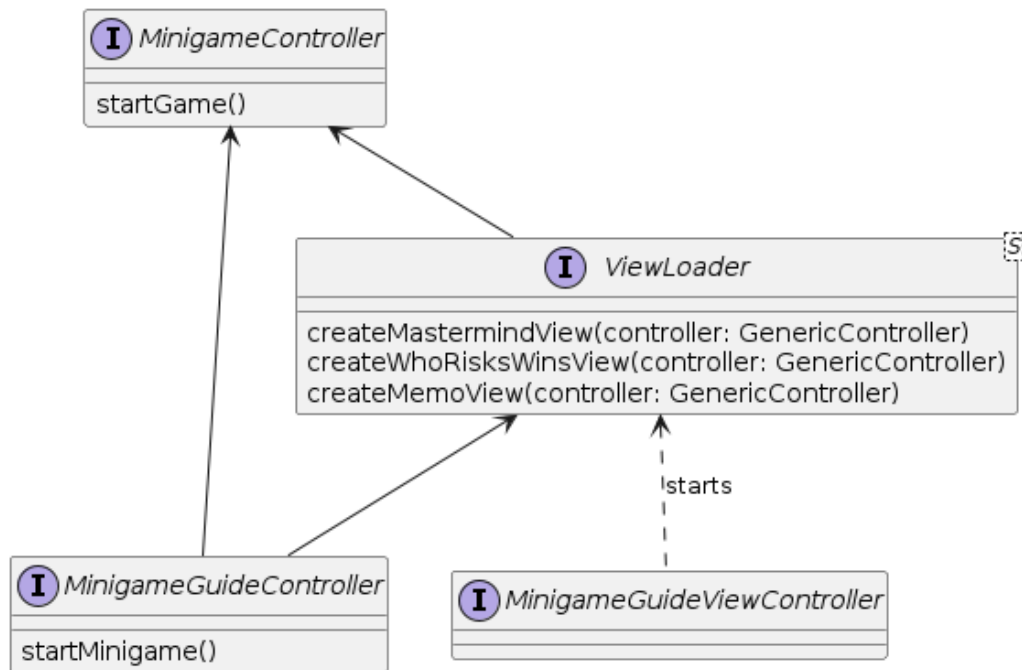 I MinigameController
startGame()
S
I ViewLoader
createMastermindView(controller: GenericController)
createWhoRisksWinsView(controller: GenericController)
createMemoView(controller: GenericController)
starts
I MinigameGuideController
startMinigame()
I MinigameGuideViewController